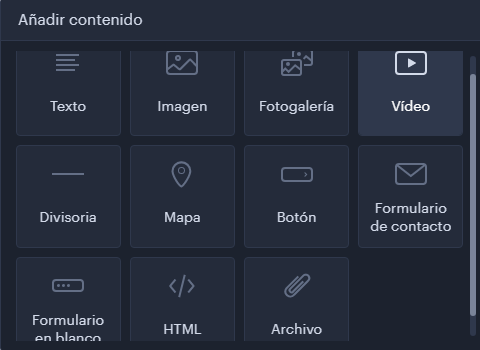 Añadir contenido
Texto
Imagen
Fotogalería
Vídeo
Divisoria
Mapa
Botón
Formulario
de contacto
Formulario
en blanco
HTML
Archivo